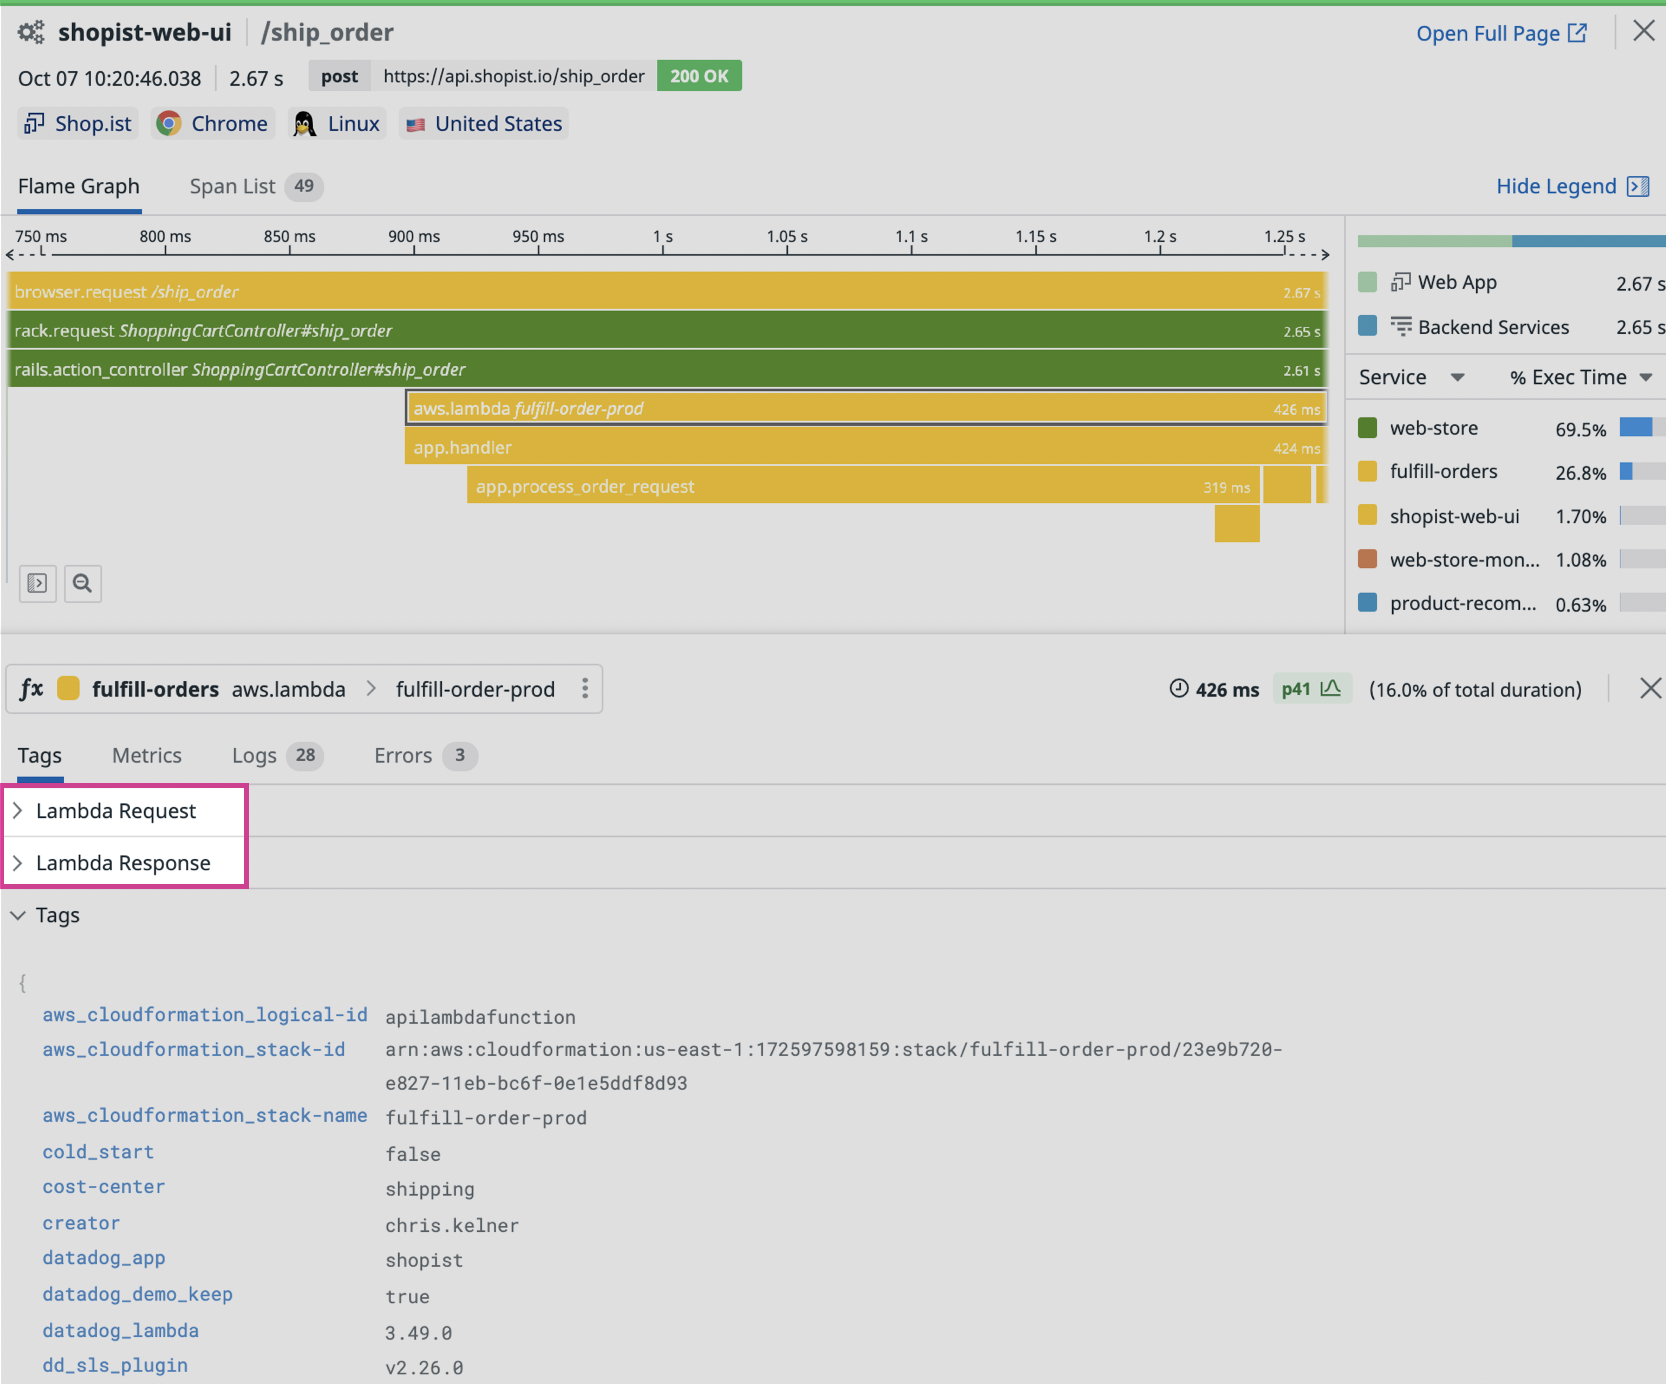 shopist-web-ui /ship_order Open Full Page
Oct 07 10:20:46.038 2.67 s post https://api.shopist.io/ship_order 200 OK
Shop.ist Chrome Linux United States
Flame Graph Span List 49 Hide Legend
750 ms 800 ms 850 ms 900 ms 950 ms 1 s 1.05 s 1.1 s 1.15 s 1.2 s 1.25 s
browser.request /ship_order 2.67 s
rack.request ShoppingCartController#ship_order 2.65 s
rails.action_controller ShoppingCartController#ship_order 2.61 s
aws.lambda fulfill-order-prod 426 ms
app.handler 424 ms
app.process_order_request 319 ms
Web App 2.67 s
Backend Services 2.65 s
Service % Exec Time
web-store 69.5%
fulfill-orders 26.8%
shopist-web-ui 1.70%
web-store-mon... 1.08%
product-recom... 0.63%
fx fulfill-orders aws.lambda > fulfill-order-prod 426 ms p41 (16.0% of total duration)
Tags Metrics Logs 28 Errors 3
Lambda Request
Lambda Response
Tags
{
aws_cloudformation_logical-id apilambdafunction
aws_cloudformation_stack-id arn:aws:cloudformation:us-east-1:172597598159:stack/fulfill-order-prod/23e9b720-
e827-11eb-bc6f-0e1e5ddf8d93
aws_cloudformation_stack-name fulfill-order-prod
cold_start false
cost-center shipping
creator chris.kelner
datadog_app shopist
datadog_demo_keep true
datadog_lambda 3.49.0
dd_sls_plugin v2.26.0